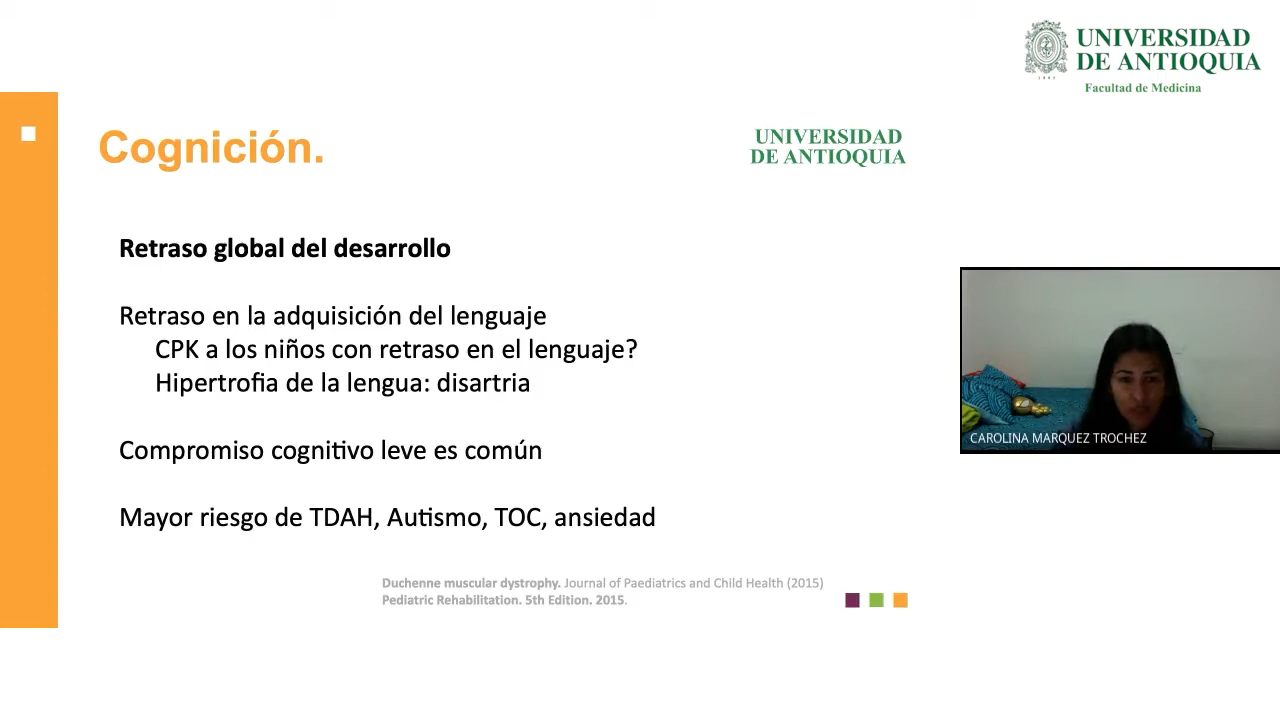 UNIVERSIDAD
DE ANTIOQUIA
1803
Facultad de Medicina
Cognición.
UNIVERSIDAD
DE ANTIOQUIA
Retraso global del desarrollo
Retraso en la adquisición del lenguaje
CPK a los niños con retraso en el lenguaje?
Hipertrofia de la lengua: disartria
Compromiso cognitivo leve es común
Mayor riesgo de TDAH, Autismo, TOC, ansiedad
CAROLINA MARQUEZ TROCHEZ
Duchenne muscular dystrophy. Journal of Paediatrics and Child Health (2015)
Pediatric Rehabilitation. 5th Edition. 2015.